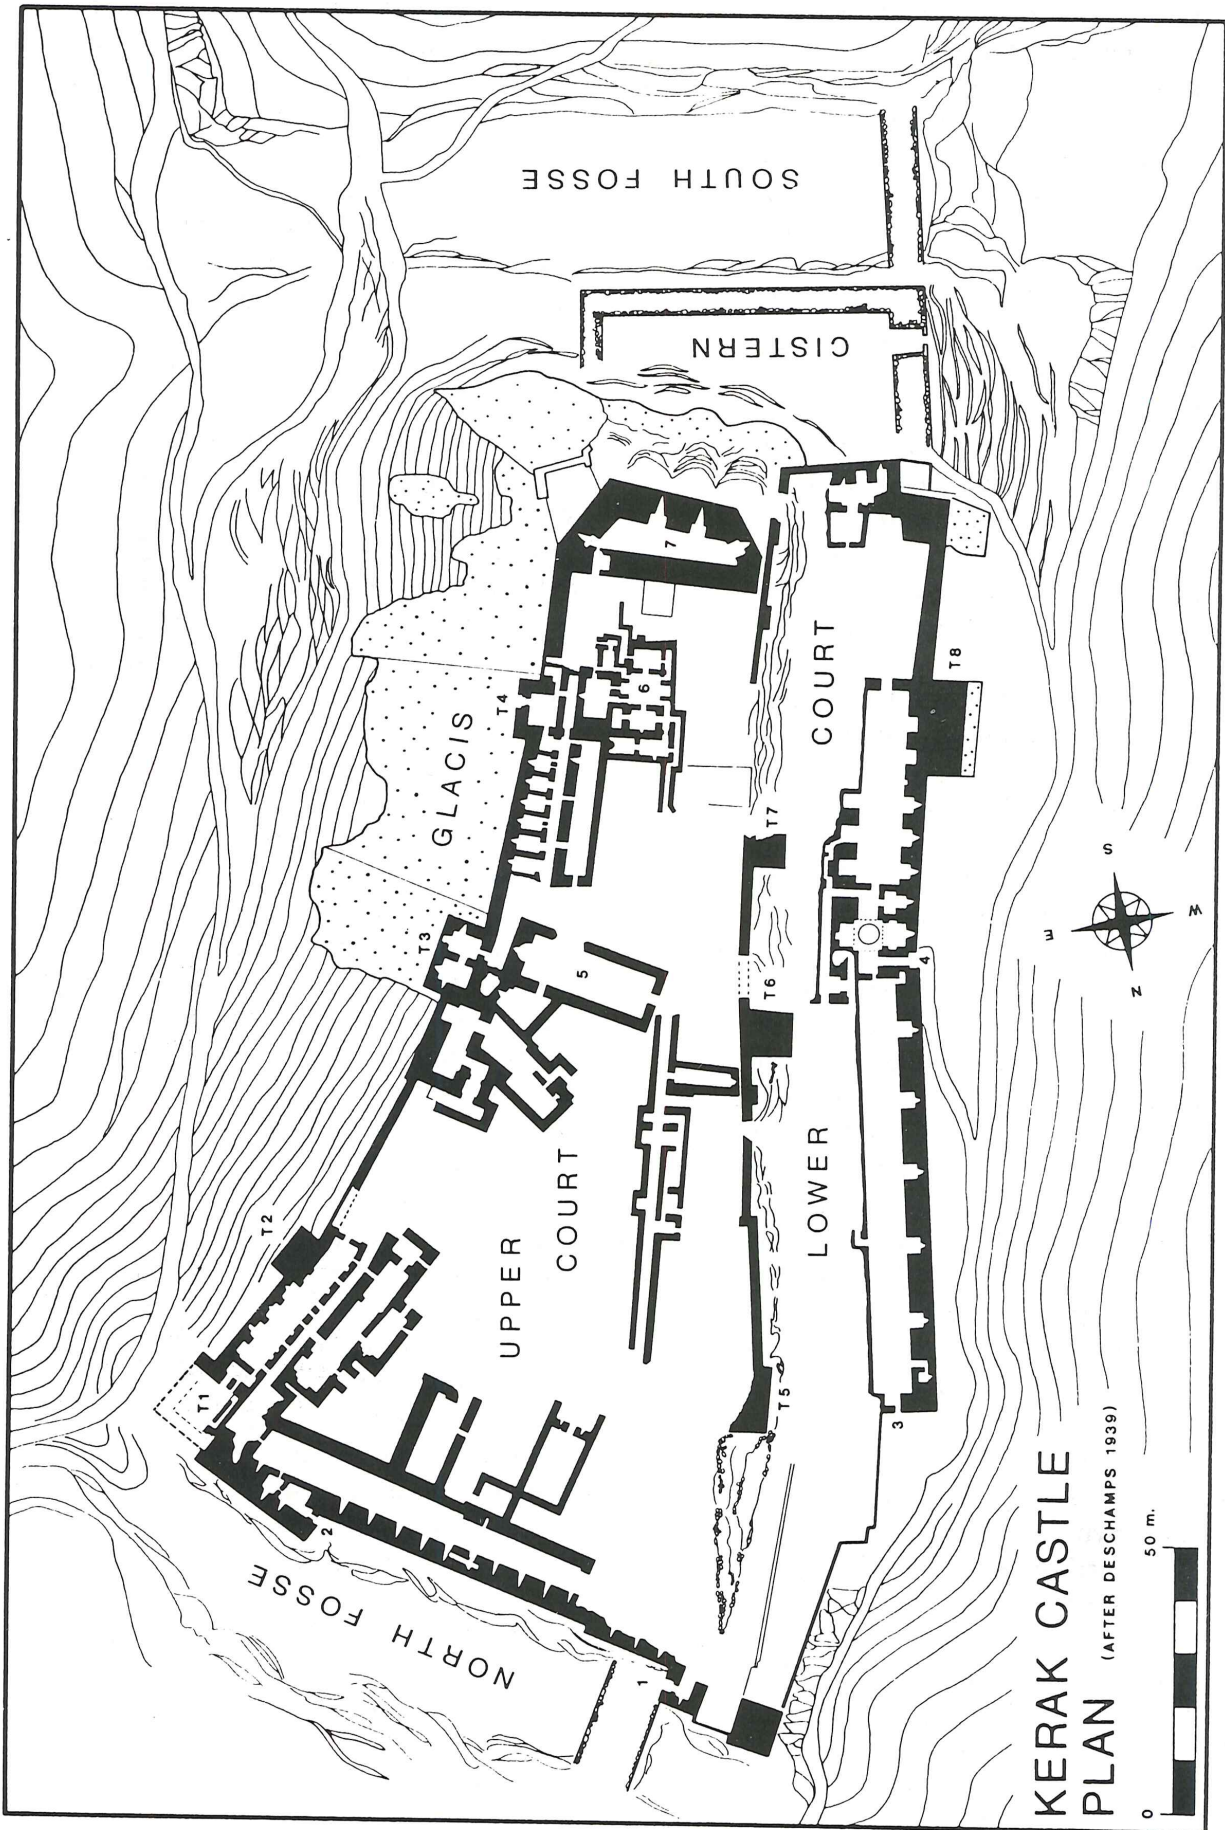 KERAK CASTLE
PLAN (AFTER DESCHAMPS 1939)
0 50 m.
NORTH FOSSE
SOUTH FOSSE
CISTERN
GLACIS
UPPER
COURT
LOWER
COURT
T1
T2
T3
T4
T5
T6
T7
T8
1
2
3
4
5
6
7
N
E
S
W